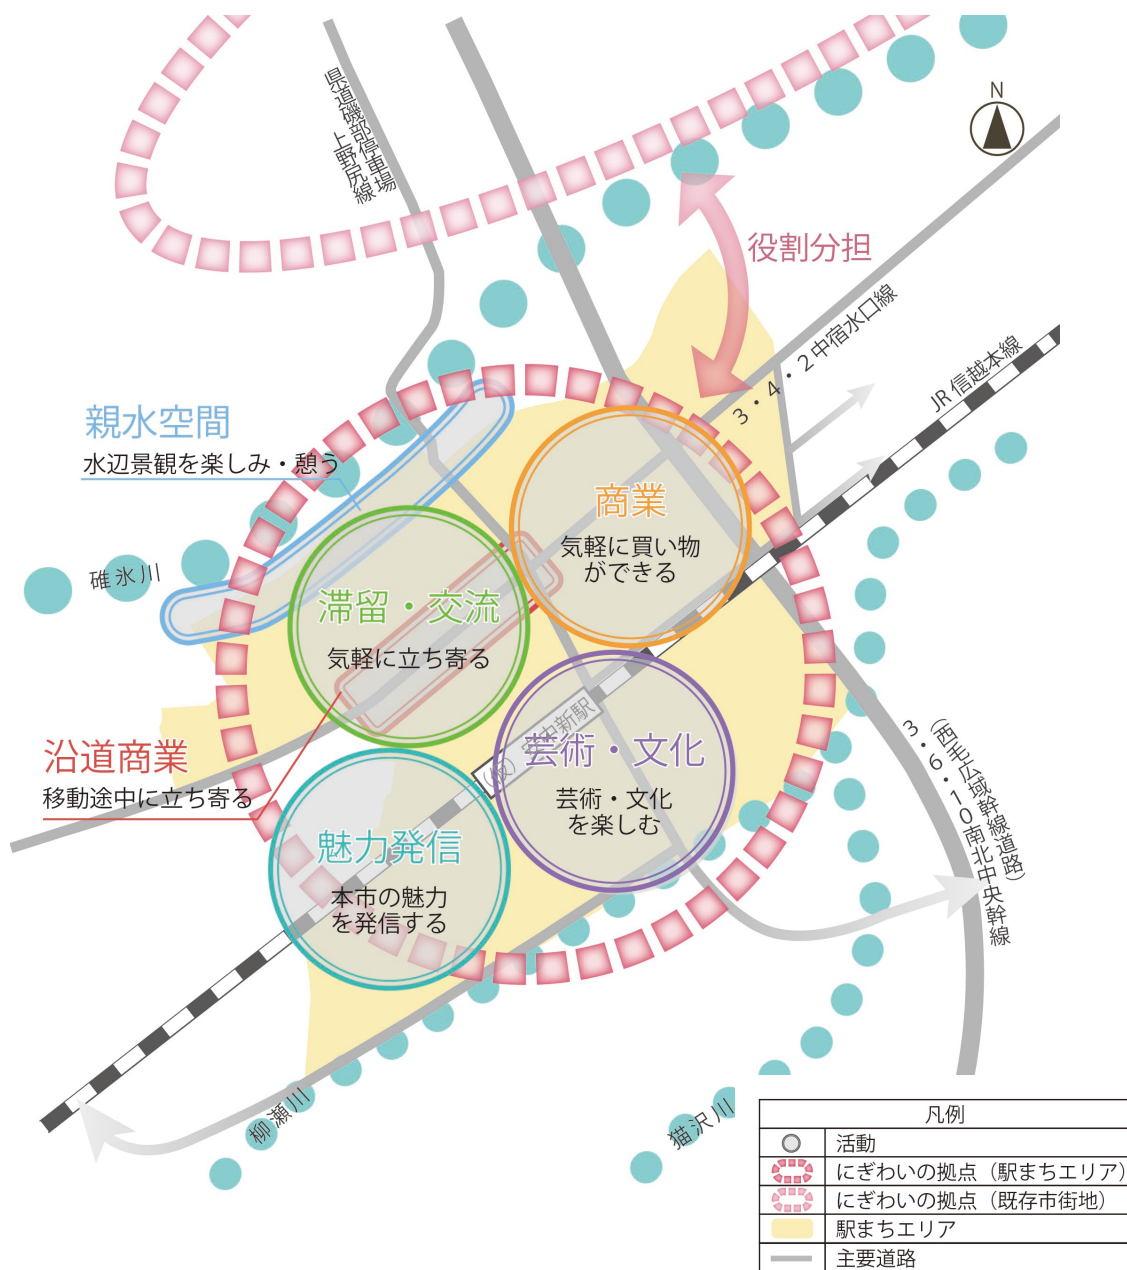 県道磯部停車場
上野尻線
N
役割分担
3・4・2中宿水口線
JR信越本線
親水空間
水辺景観を楽しみ・憩う
碓氷川
商業
気軽に買い物
ができる
滞留・交流
気軽に立ち寄る
沿道商業
移動途中に立ち寄る
(仮)安中新駅
芸術・文化
芸術・文化
を楽しむ
魅力発信
本市の魅力
を発信する
3・6・10南北中央幹線
(西毛広域幹線道路)
柳瀬川
猫沢川
凡例
活動
にぎわいの拠点(駅まちエリア)
にぎわいの拠点(既存市街地)
駅まちエリア
主要道路